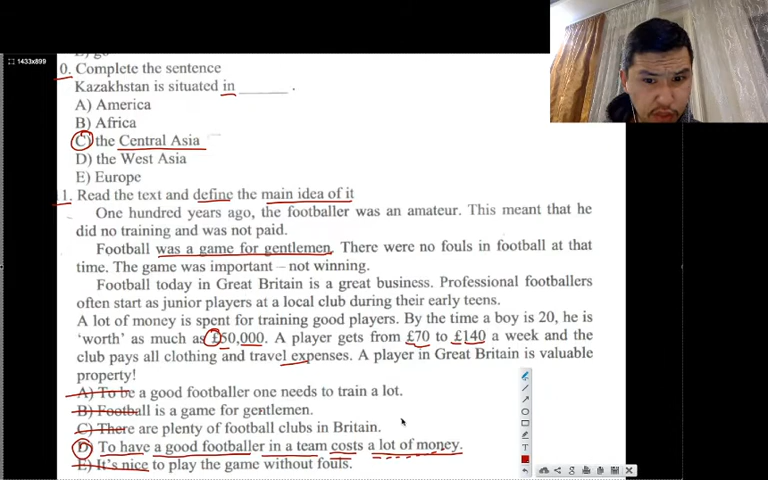 1433x899
0. Complete the sentence
Kazakhstan is situated in ______ .
A) America
B) Africa
C) the Central Asia
D) the West Asia
E) Europe
11. Read the text and define the main idea of it
One hundred years ago, the footballer was an amateur. This meant that he
did no training and was not paid.
Football was a game for gentlemen. There were no fouls in football at that
time. The game was important – not winning.
Football today in Great Britain is a great business. Professional footballers
often start as junior players at a local club during their early teens.
A lot of money is spent for training good players. By the time a boy is 20, he is
‘worth’ as much as £50,000. A player gets from £70 to £140 a week and the
club pays all clothing and travel expenses. A player in Great Britain is valuable
property!
A) To be a good footballer one needs to train a lot.
B) Football is a game for gentlemen.
C) There are plenty of football clubs in Britain.
D) To have a good footballer in a team costs a lot of money.
E) It's nice to play the game without fouls.